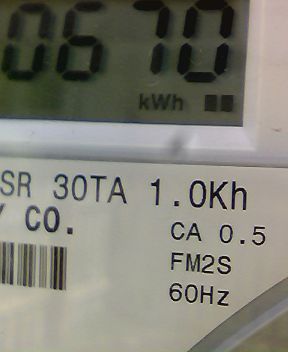 0670
kWh
SR 30TA 1.0Kh
Y CO.
CA 0.5
FM2S
60Hz